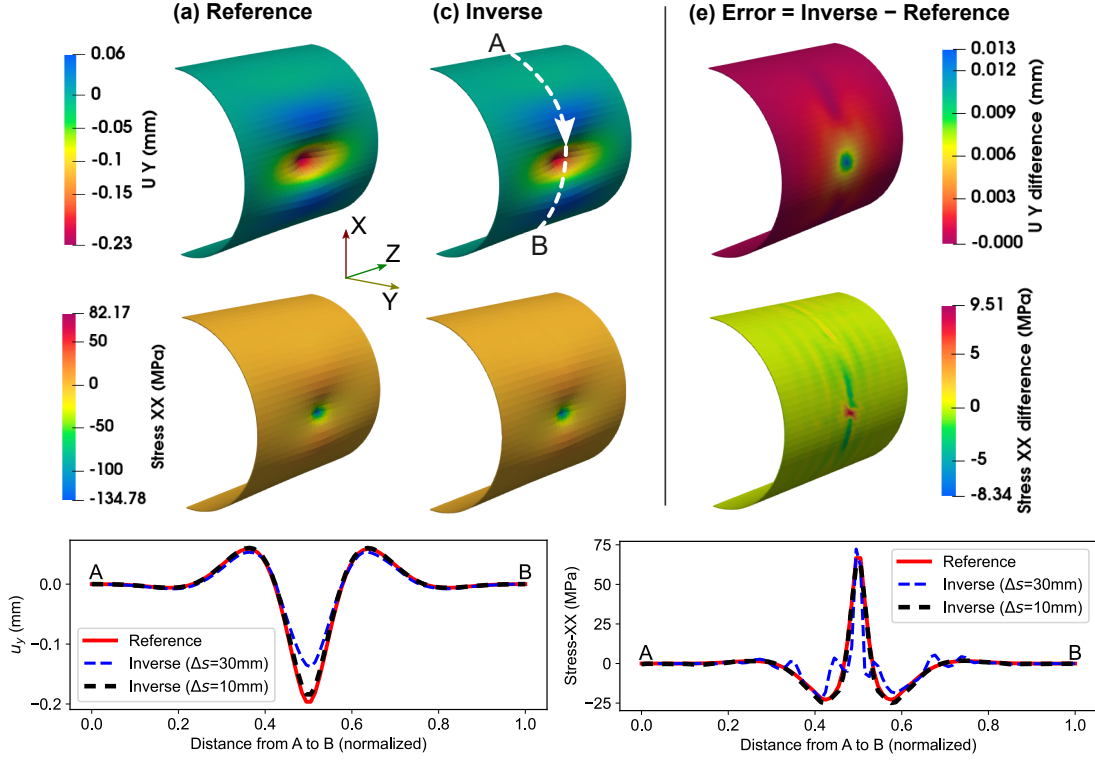 (a) Reference
(c) Inverse
(e) Error = Inverse − Reference
0.06
0
-0.05
-0.1
-0.15
-0.23
U Y (mm)
A
B
X
Z
Y
0.013
0.012
0.009
0.006
0.003
-0.000
U Y difference (mm)
82.17
50
0
-50
-100
-134.78
Stress XX (MPa)
9.51
5
0
-5
-8.34
Stress XX difference (MPa)
0.0
−0.1
−0.2
u_y (mm)
A
B
Reference
Inverse (Δs=30mm)
Inverse (Δs=10mm)
0.0 0.2 0.4 0.6 0.8 1.0
Distance from A to B (normalized)
75
50
25
0
−25
Stress-XX (MPa)
A
B
Reference
Inverse (Δs=30mm)
Inverse (Δs=10mm)
0.0 0.2 0.4 0.6 0.8 1.0
Distance from A to B (normalized)